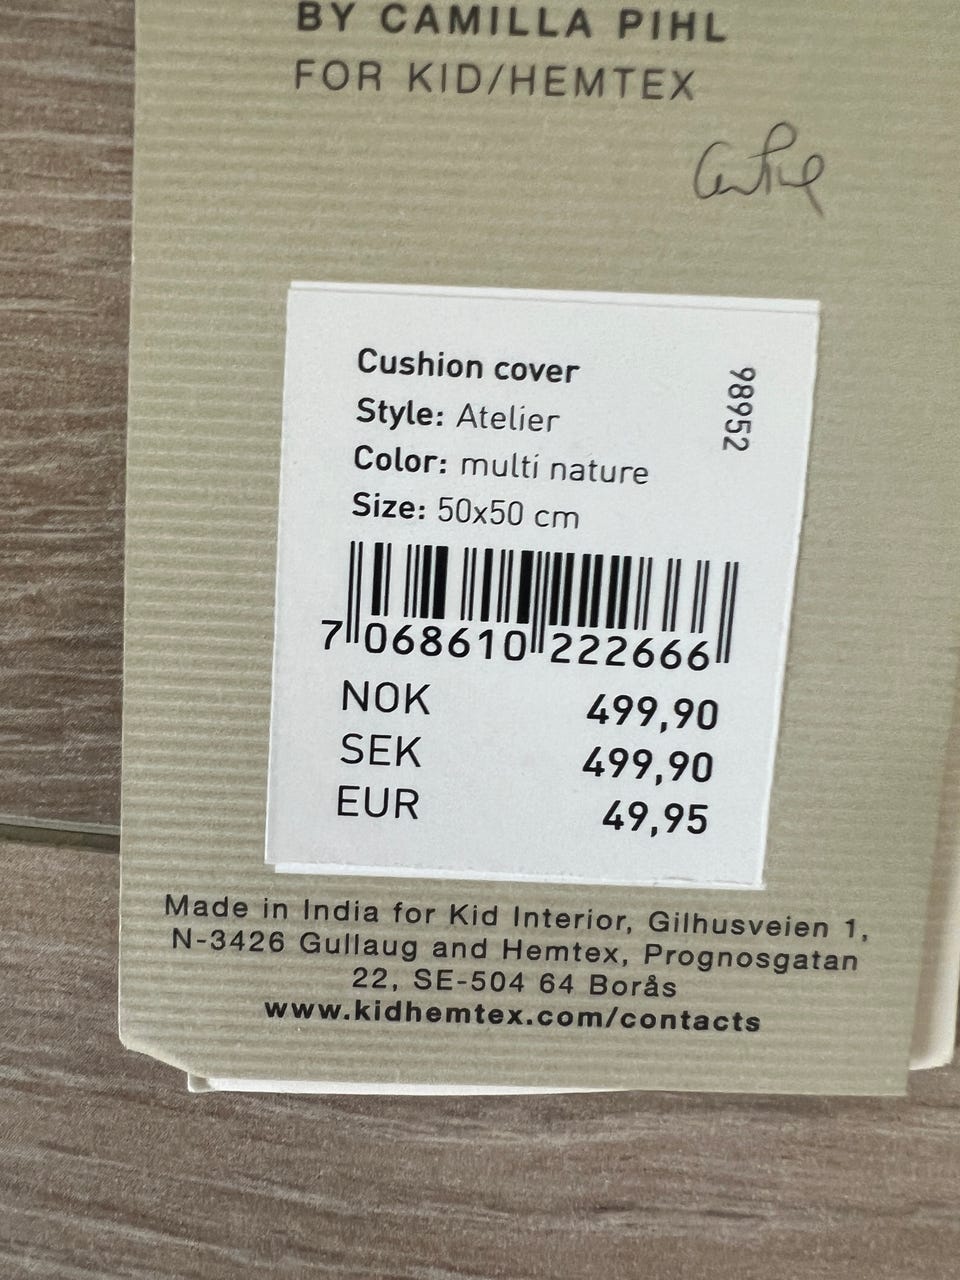 BY CAMILLA PIHL
FOR KID/HEMTEX
Cushion cover
Style: Atelier
Color: multi nature
Size: 50x50 cm
98952
7 068610 222666
NOK 499,90
SEK 499,90
EUR 49,95
Made in India for Kid Interior, Gilhusveien 1,
N-3426 Gullaug and Hemtex, Prognosgatan
22, SE-504 64 Borås
www.kidhemtex.com/contacts